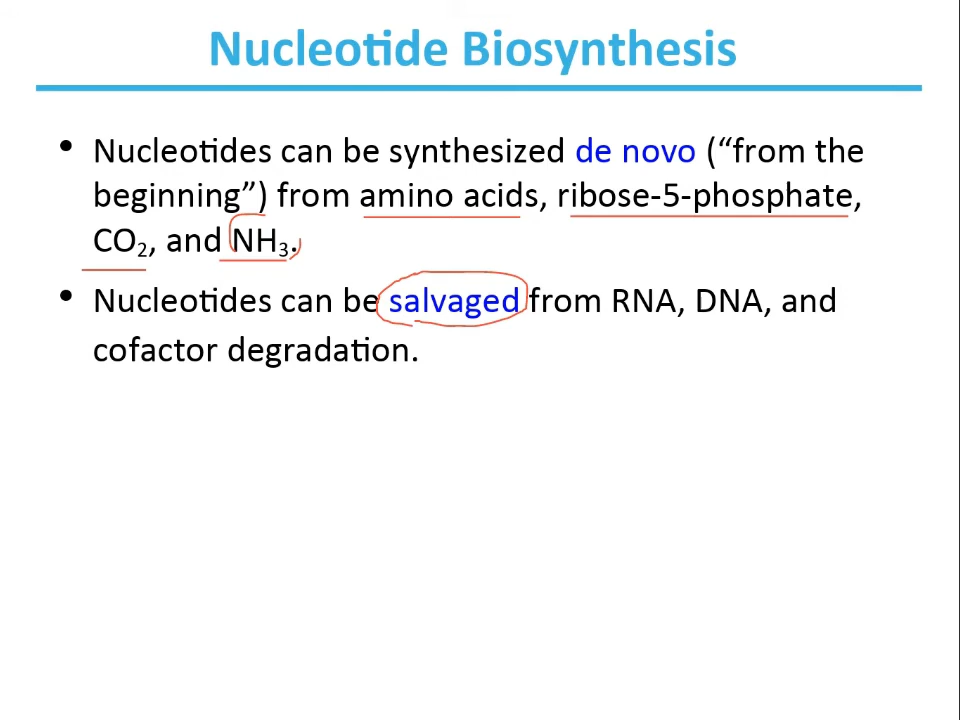 Nucleotide Biosynthesis
• Nucleotides can be synthesized de novo (“from the
beginning”) from amino acids, ribose-5-phosphate,
CO₂, and NH₃.
• Nucleotides can be salvaged from RNA, DNA, and
cofactor degradation.